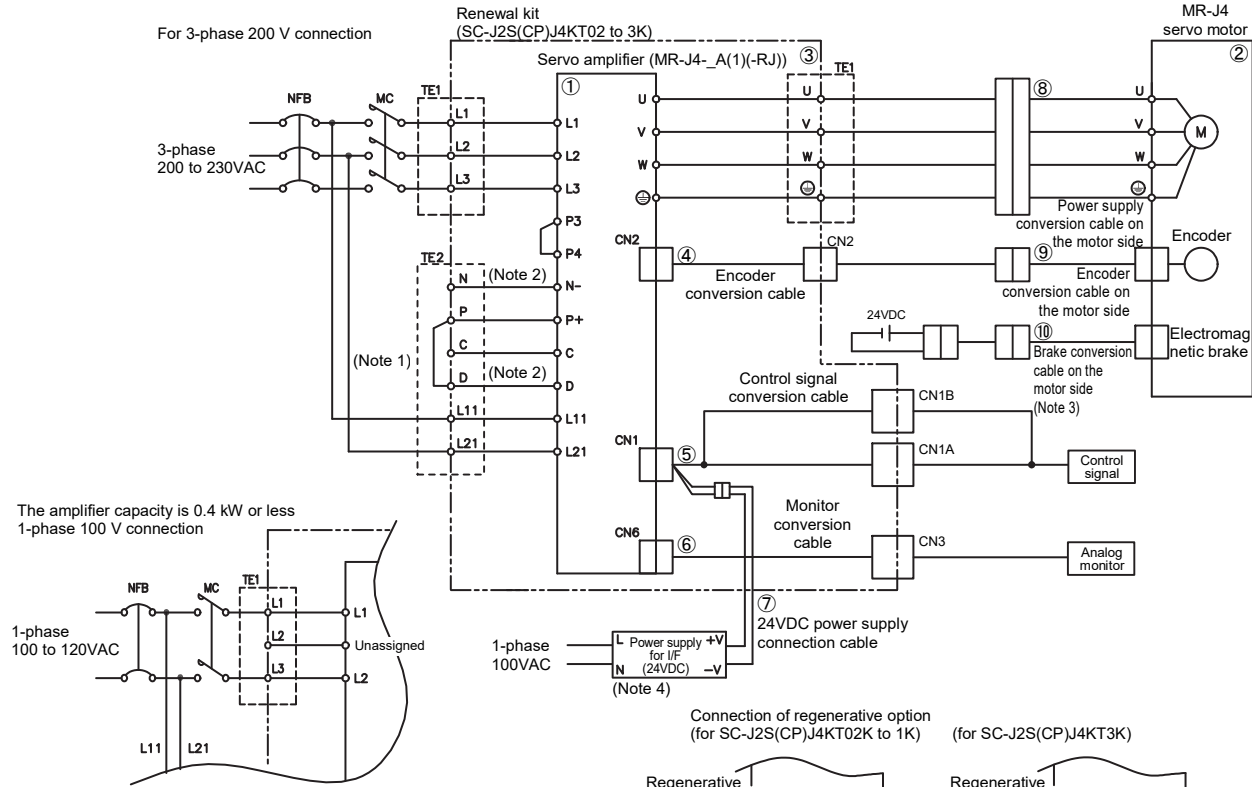 Renewal kit
(SC-J2S(CP)J4KT02 to 3K)
MR-J4
servo motor
②
For 3-phase 200 V connection
Servo amplifier (MR-J4-_A(1)(-RJ))
③
TE1
①
NFB
MC
TE1
3-phase
200 to 230VAC
L1
L2
L3
L1
L2
L3
P3
P4
U
V
W
U
V
W
⑧
U
V
W
M
Power supply
conversion cable on
the motor side
CN2
④
Encoder
conversion cable
CN2
⑨
Encoder
conversion cable on
the motor side
Encoder
TE2
N
(Note 2)
N-
P
P+
(Note 1)
C
C
D
(Note 2)
D
L11
L11
L21
L21
24VDC
⑩
Brake conversion
cable on the
motor side
(Note 3)
Electromag
netic brake
Control signal
conversion cable
CN1B
CN1
⑤
CN1A
Control
signal
Monitor
conversion
cable
CN6
⑥
CN3
Analog
monitor
⑦
24VDC power supply
connection cable
1-phase
100VAC
L
N
Power supply
for I/F
(24VDC)
+V
-V
(Note 4)
The amplifier capacity is 0.4 kW or less
1-phase 100 V connection
NFB
MC
TE1
1-phase
100 to 120VAC
L1
L2
L3
L1
Unassigned
L2
L11
L21
Connection of regenerative option
(for SC-J2S(CP)J4KT02K to 1K)
(for SC-J2S(CP)J4KT3K)
Regenerative
Regenerative